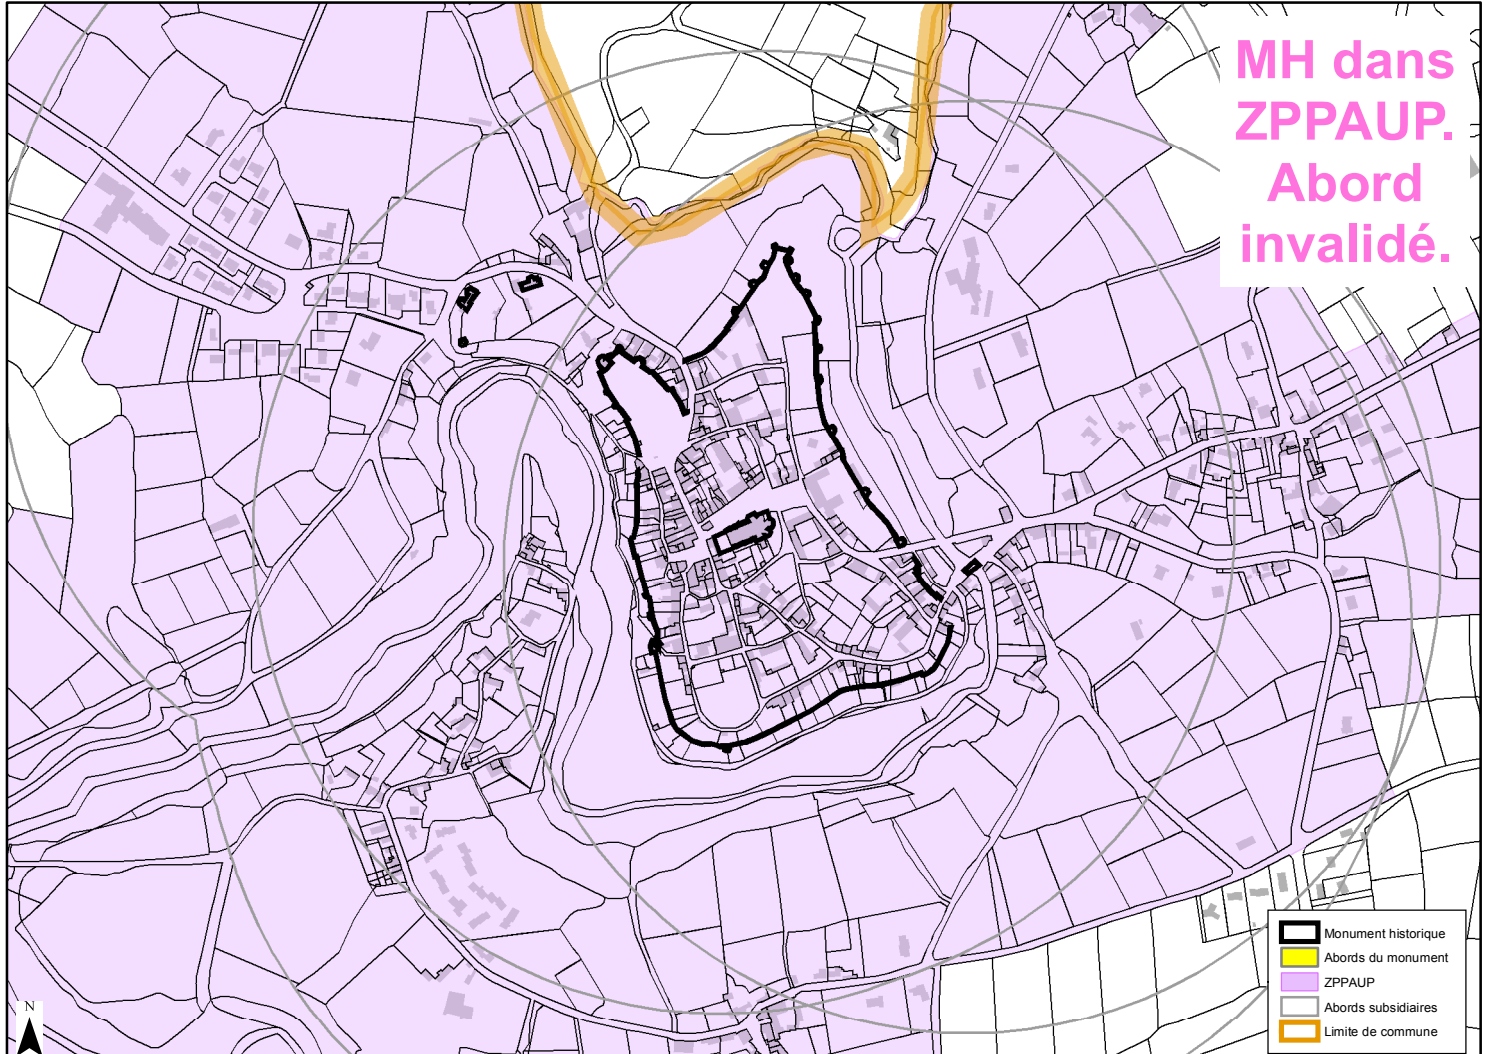 MH dans
ZPPAUP.
Abord
invalidé.
Monument historique
Abords du monument
ZPPAUP
Abords subsidiaires
Limite de commune
N